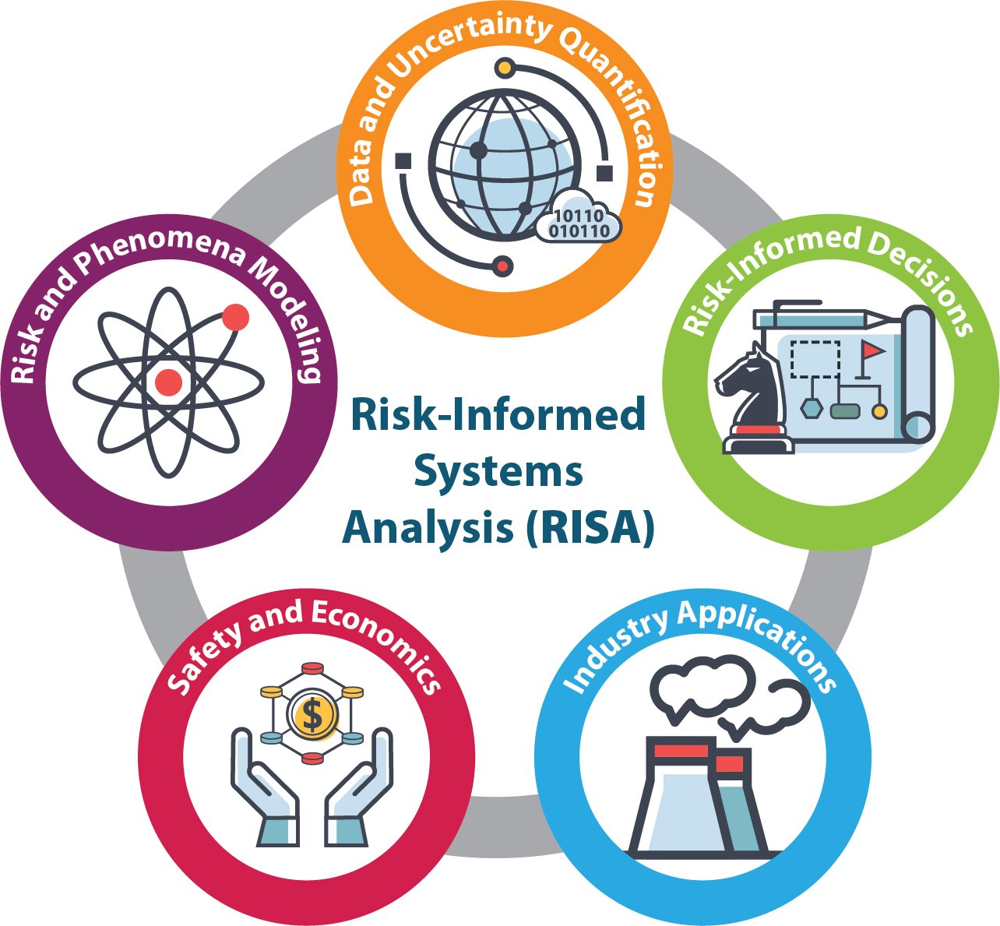 Data and Uncertainty Quantification
10110
010110
Risk and Phenomena Modeling
Risk-Informed Decisions
Risk-Informed
Systems
Analysis (RISA)
Safety and Economics
$
Industry Applications